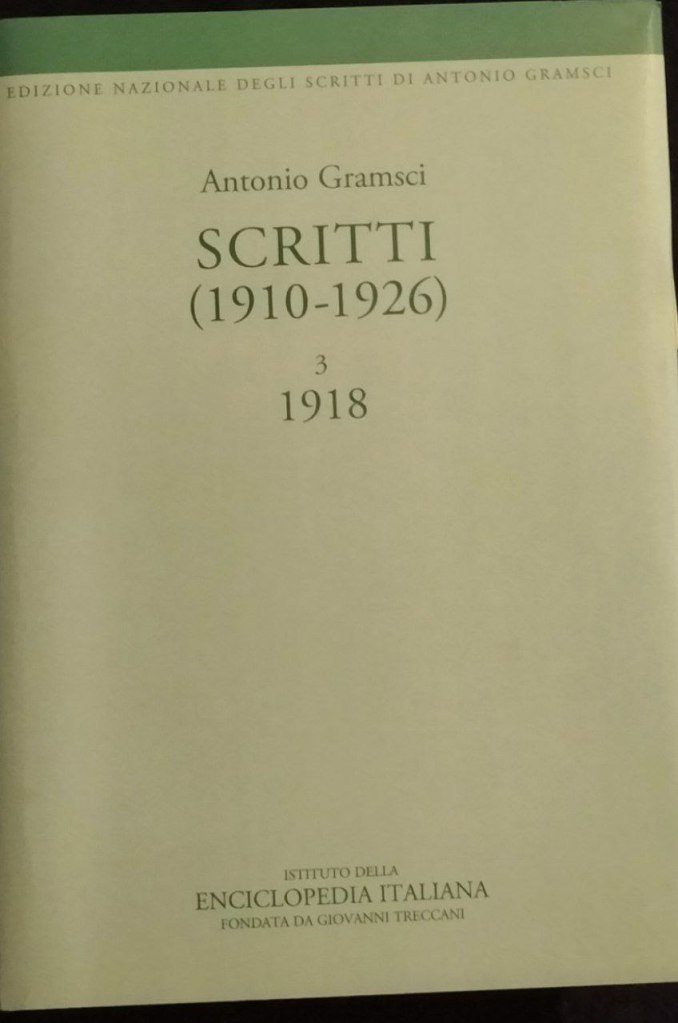 EDIZIONE NAZIONALE DEGLI SCRITTI DI ANTONIO GRAMSCI
Antonio Gramsci
SCRITTI
(1910-1926)
3
1918
ISTITUTO DELLA
ENCICLOPEDIA ITALIANA
FONDATA DA GIOVANNI TRECCANI